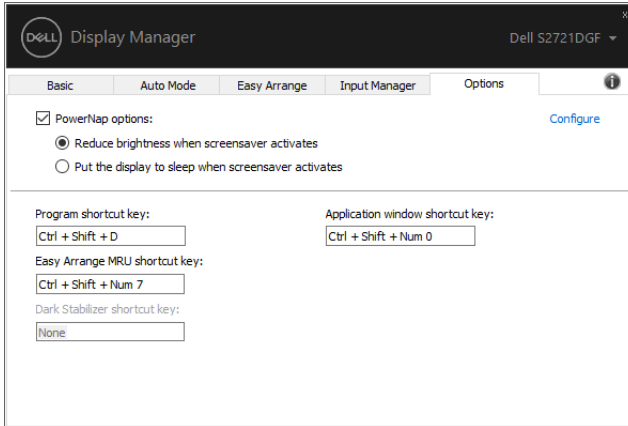 DELL Display Manager Dell S2721DGF
x
Basic Auto Mode Easy Arrange Input Manager Options
PowerNap options: Configure
Reduce brightness when screensaver activates
Put the display to sleep when screensaver activates
Program shortcut key: Application window shortcut key:
Ctrl + Shift + D Ctrl + Shift + Num 0
Easy Arrange MRU shortcut key:
Ctrl + Shift + Num 7
Dark Stabilizer shortcut key:
None